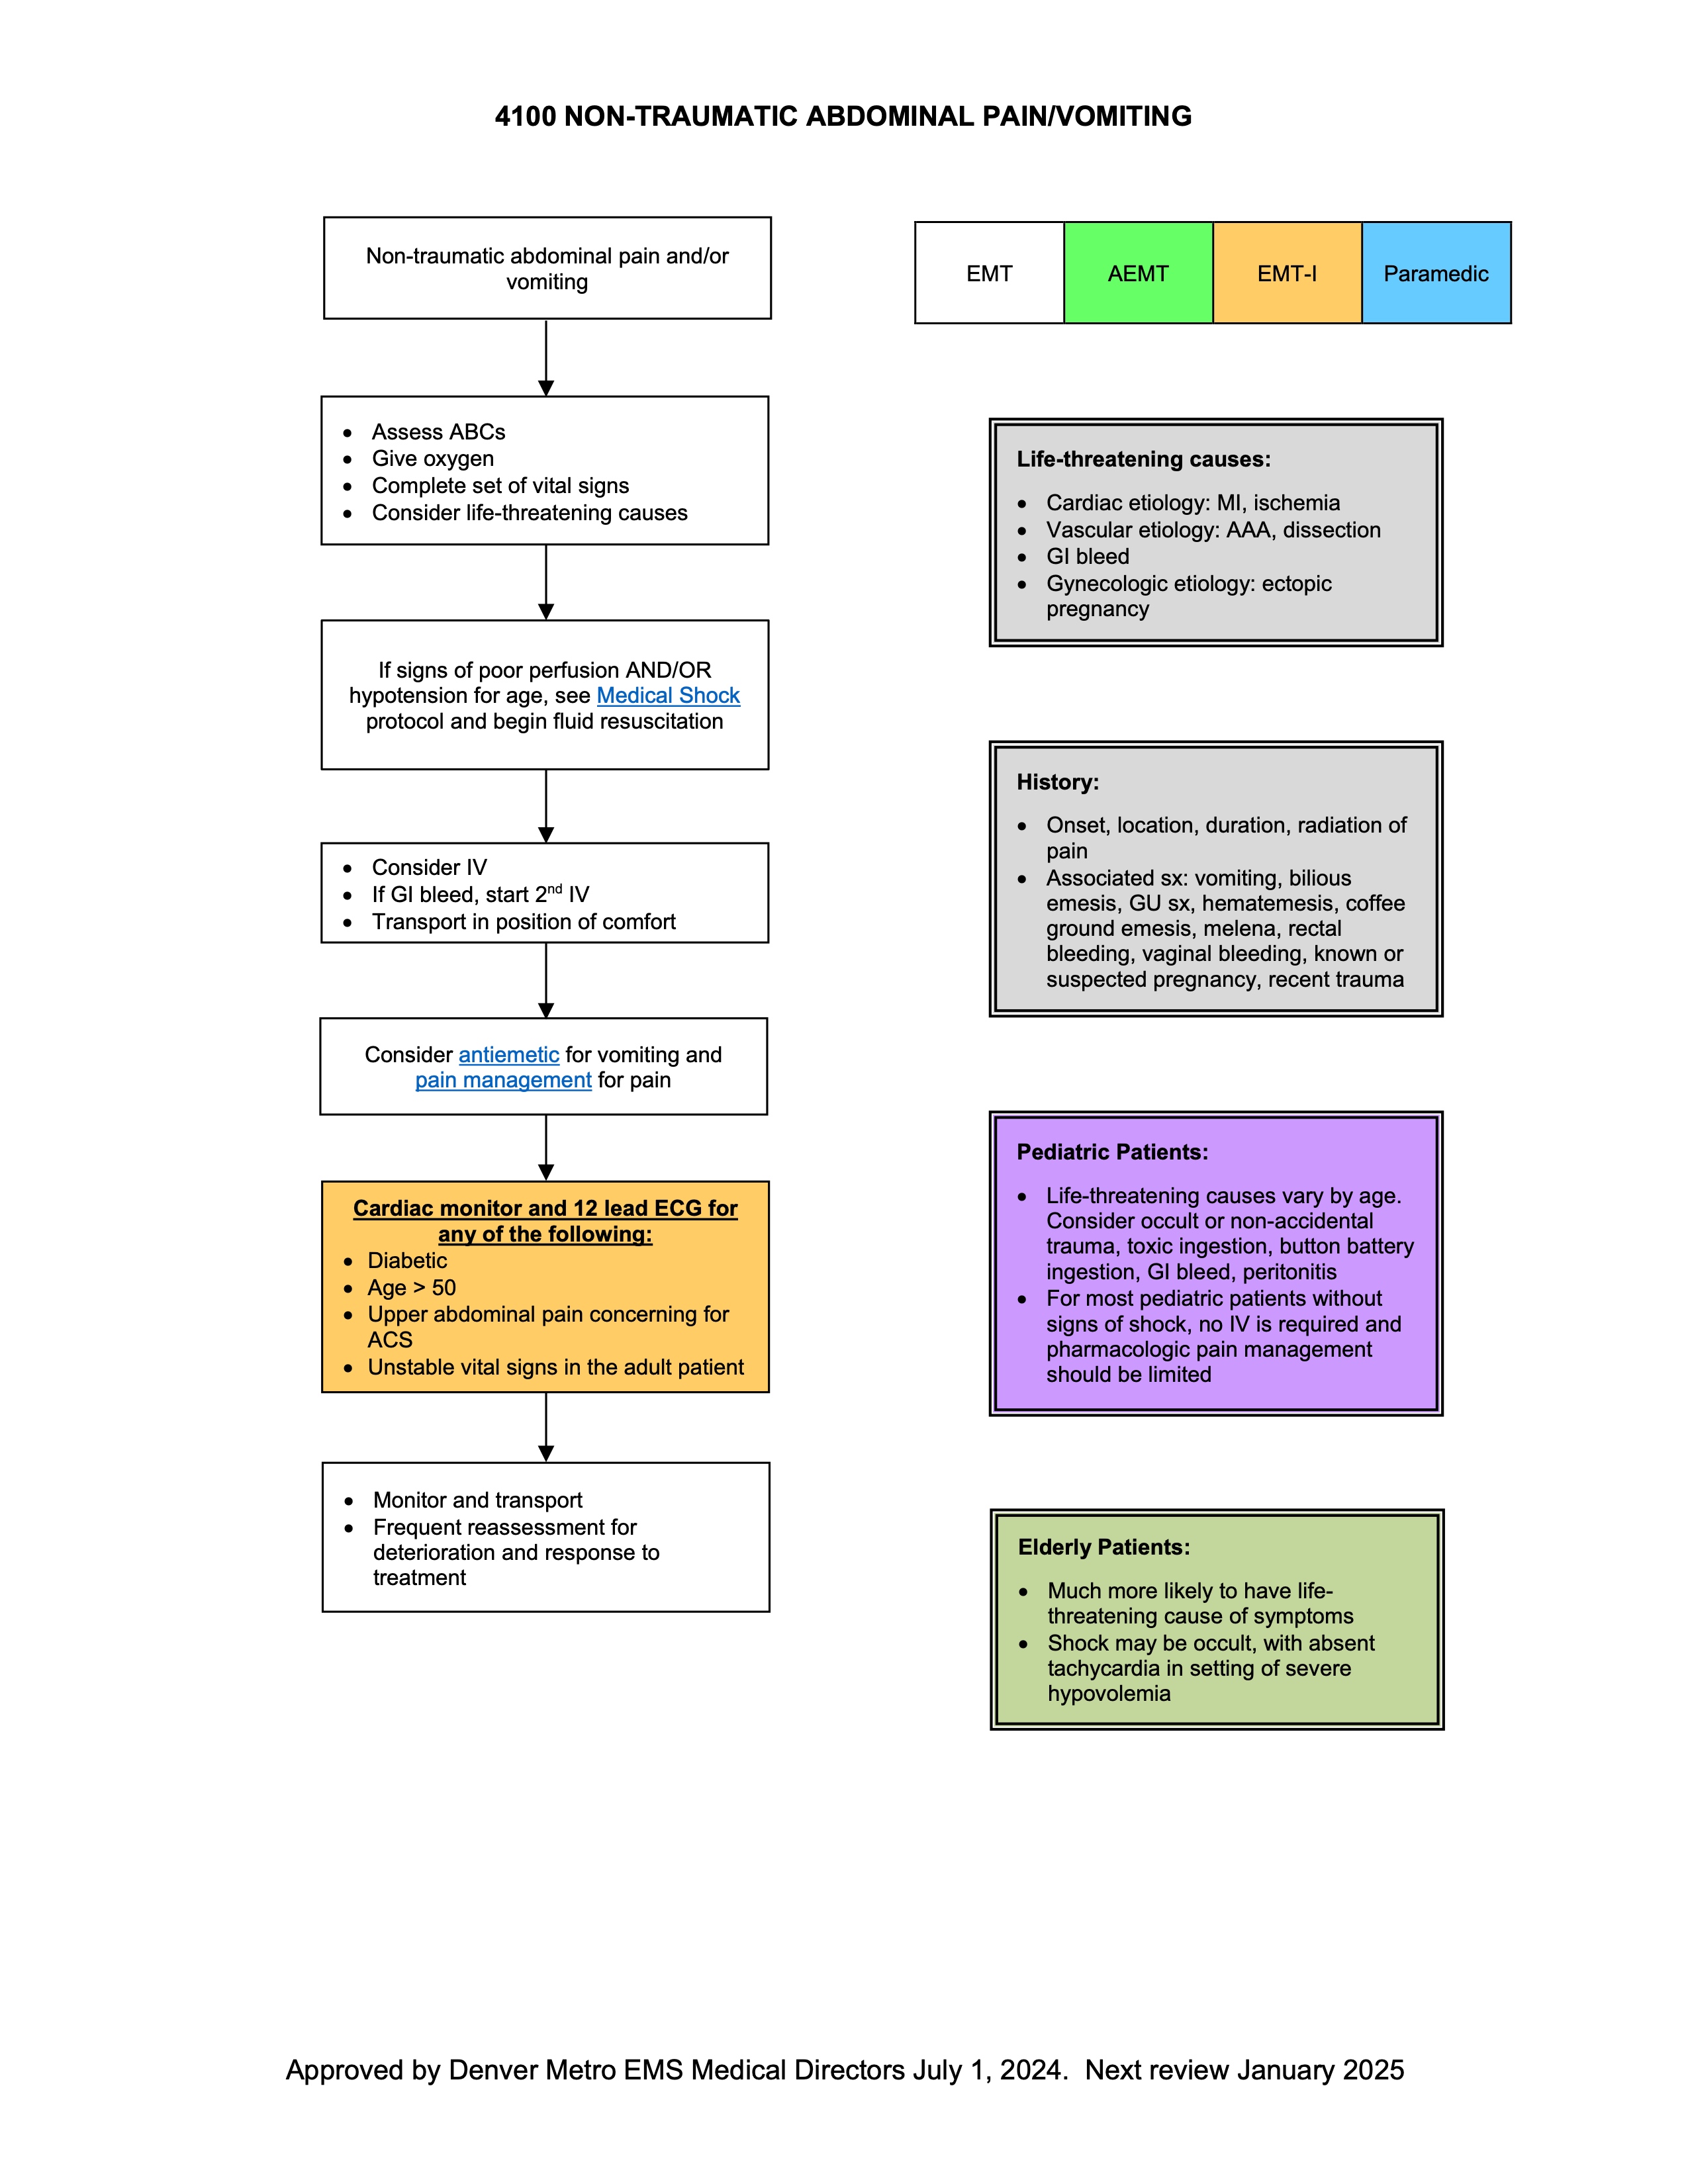 4100 NON-TRAUMATIC ABDOMINAL PAIN/VOMITING
Non-traumatic abdominal pain and/or
vomiting
• Assess ABCs
• Give oxygen
• Complete set of vital signs
• Consider life-threatening causes
If signs of poor perfusion AND/OR
hypotension for age, see Medical Shock
protocol and begin fluid resuscitation
• Consider IV
• If GI bleed, start 2nd IV
• Transport in position of comfort
Consider antiemetic for vomiting and
pain management for pain
Cardiac monitor and 12 lead ECG for
any of the following:
• Diabetic
• Age > 50
• Upper abdominal pain concerning for
ACS
• Unstable vital signs in the adult patient
• Monitor and transport
• Frequent reassessment for
deterioration and response to
treatment
EMT AEMT EMT-I Paramedic
Life-threatening causes:
• Cardiac etiology: MI, ischemia
• Vascular etiology: AAA, dissection
• GI bleed
• Gynecologic etiology: ectopic
pregnancy
History:
• Onset, location, duration, radiation of
pain
• Associated sx: vomiting, bilious
emesis, GU sx, hematemesis, coffee
ground emesis, melena, rectal
bleeding, vaginal bleeding, known or
suspected pregnancy, recent trauma
Pediatric Patients:
• Life-threatening causes vary by age.
Consider occult or non-accidental
trauma, toxic ingestion, button battery
ingestion, GI bleed, peritonitis
• For most pediatric patients without
signs of shock, no IV is required and
pharmacologic pain management
should be limited
Elderly Patients:
• Much more likely to have life-
threatening cause of symptoms
• Shock may be occult, with absent
tachycardia in setting of severe
hypovolemia
Approved by Denver Metro EMS Medical Directors July 1, 2024. Next review January 2025